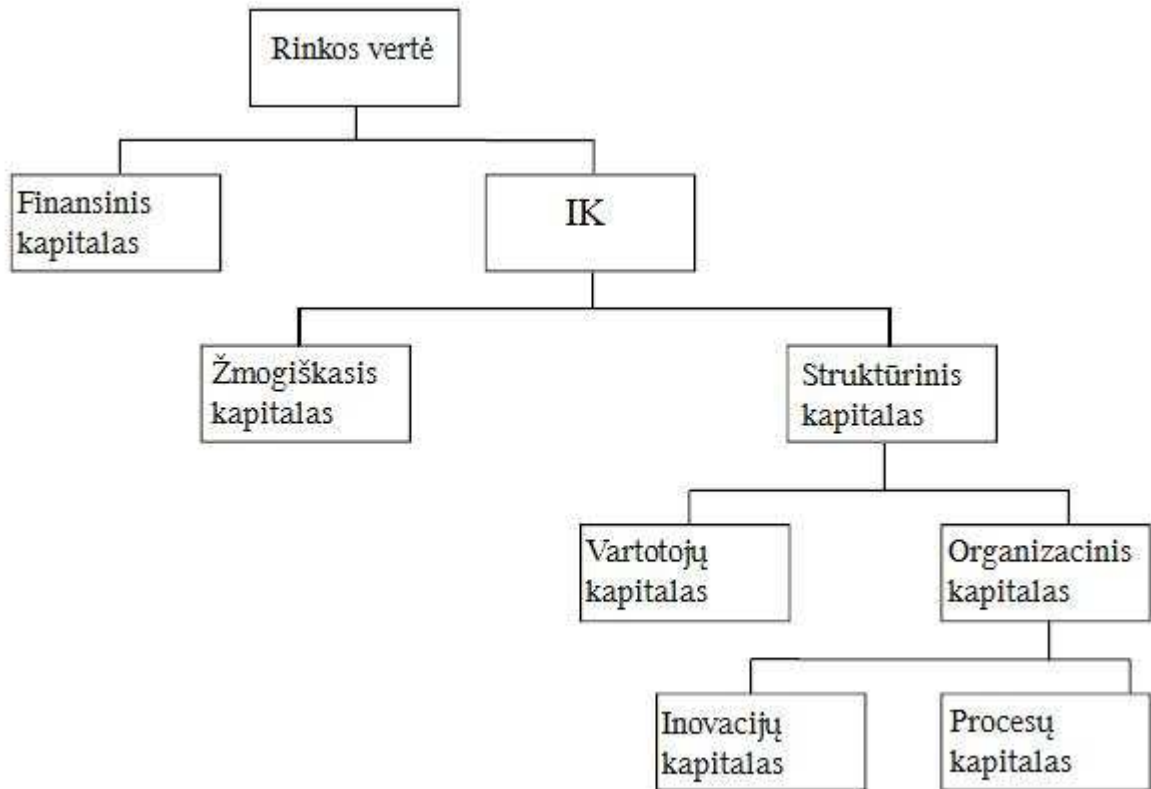 Rinkos vertė
Finansinis
kapitalas
IK
Žmogiškasis
kapitalas
Struktūrinis
kapitalas
Vartotojų
kapitalas
Organizacinis
kapitalas
Inovacijų
kapitalas
Procesų
kapitalas